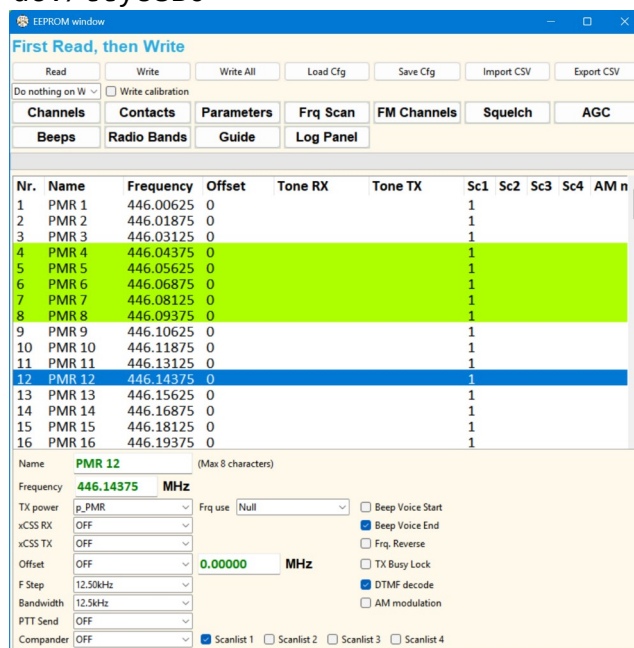 EEPROM window
First Read, then Write
Read Write Write All Load Cfg Save Cfg Import CSV Export CSV
Do nothing on W Write calibration
Channels Contacts Parameters Frq Scan FM Channels Squelch AGC
Beeps Radio Bands Guide Log Panel
Nr. Name Frequency Offset Tone RX Tone TX Sc1 Sc2 Sc3 Sc4 AM
1 PMR 1 446.00625 0 1
2 PMR 2 446.01875 0 1
3 PMR 3 446.03125 0 1
4 PMR 4 446.04375 0 1
5 PMR 5 446.05625 0 1
6 PMR 6 446.06875 0 1
7 PMR 7 446.08125 0 1
8 PMR 8 446.09375 0 1
9 PMR 9 446.10625 0 1
10 PMR 10 446.11875 0 1
11 PMR 11 446.13125 0 1
12 PMR 12 446.14375 0 1
13 PMR 13 446.15625 0 1
14 PMR 14 446.16875 0 1
15 PMR 15 446.18125 0 1
16 PMR 16 446.19375 0 1
Name PMR 12 (Max 8 characters)
Frequency 446.14375 MHz
TX power p_PMR Frq use Null Beep Voice Start
xCSS RX OFF Beep Voice End
xCSS TX OFF Frq. Reverse
Offset OFF 0.00000 MHz TX Busy Lock
F Step 12.50kHz DTMF decode
Bandwidth 12.5kHz AM modulation
PTT Send OFF
Compander OFF Scanlist 1 Scanlist 2 Scanlist 3 Scanlist 4